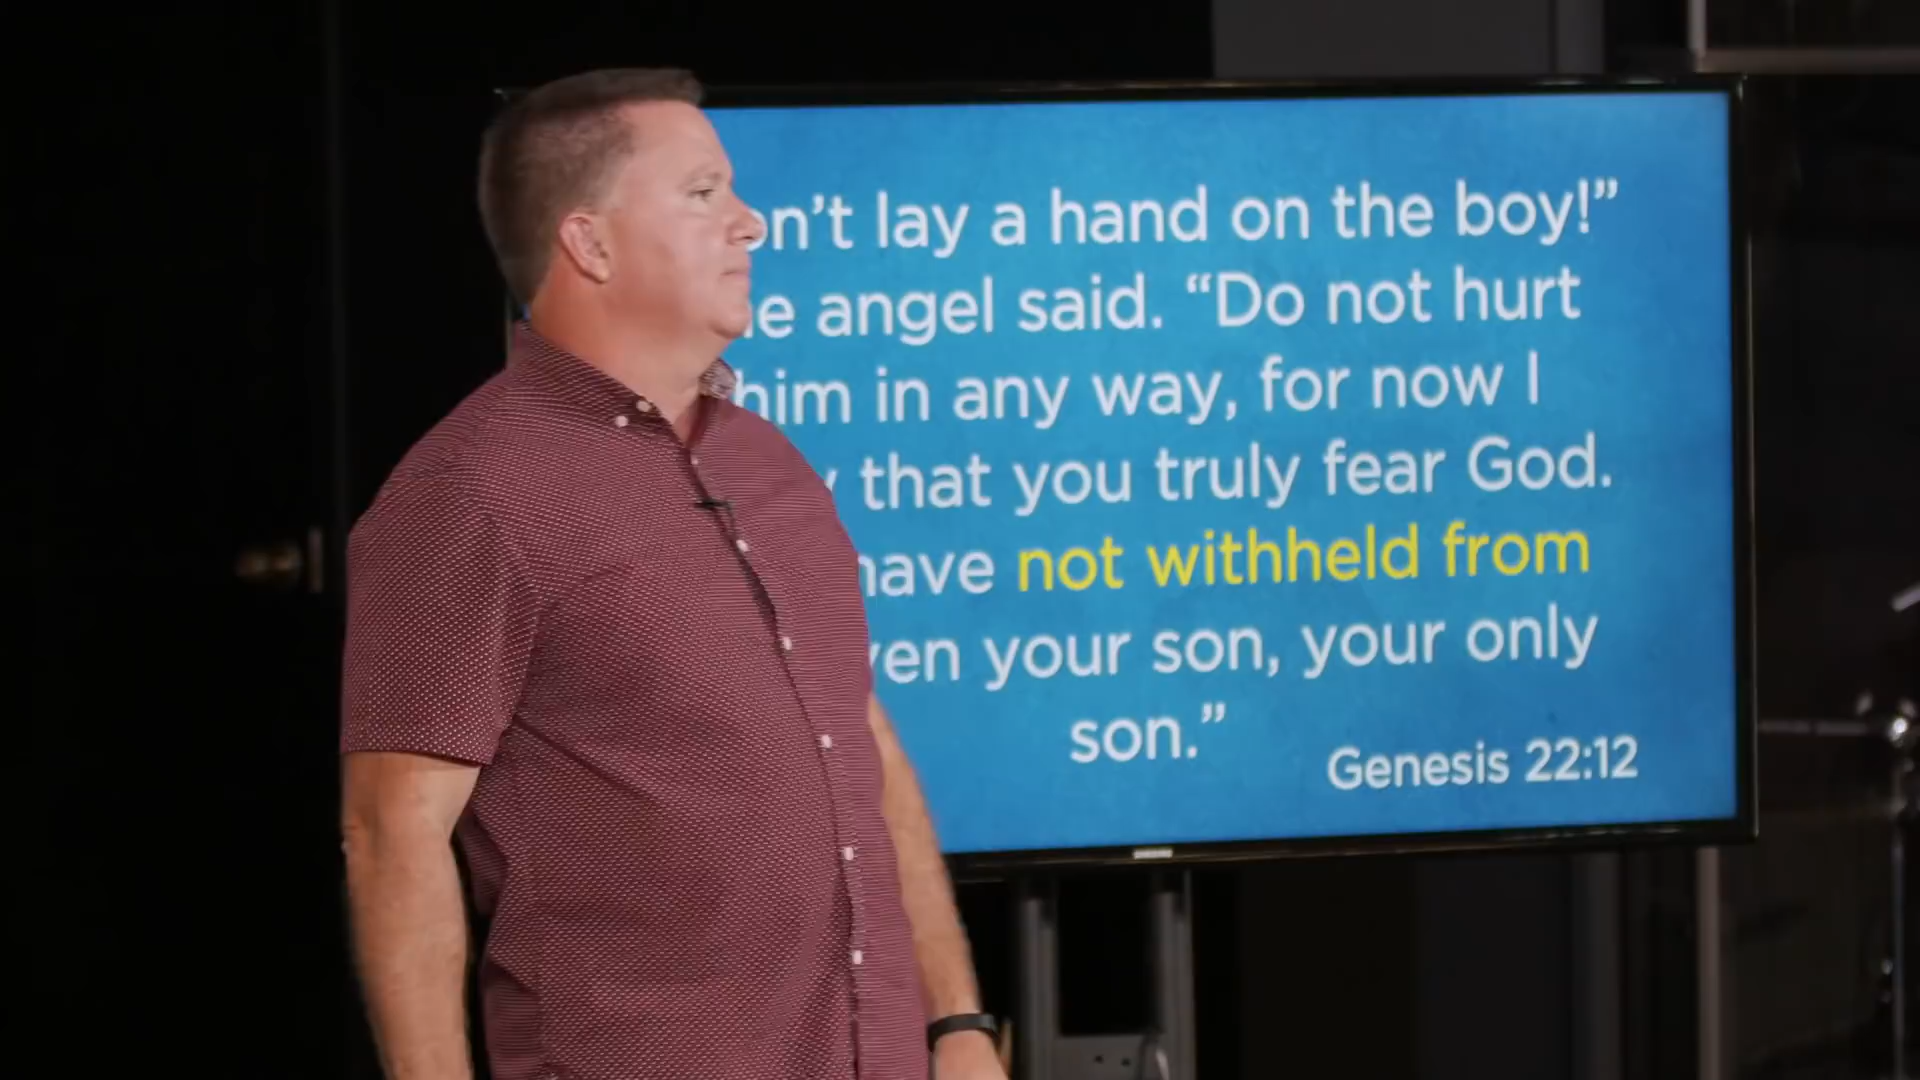 on't lay a hand on the boy!”
e angel said. “Do not hurt
him in any way, for now I
that you truly fear God.
have not withheld from
ven your son, your only
son.”
Genesis 22:12